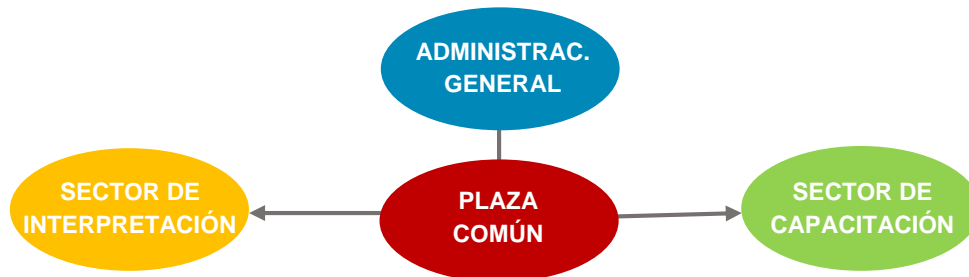 ADMINISTRAC.
GENERAL
SECTOR DE
INTERPRETACIÓN
PLAZA
COMÚN
SECTOR DE
CAPACITACIÓN